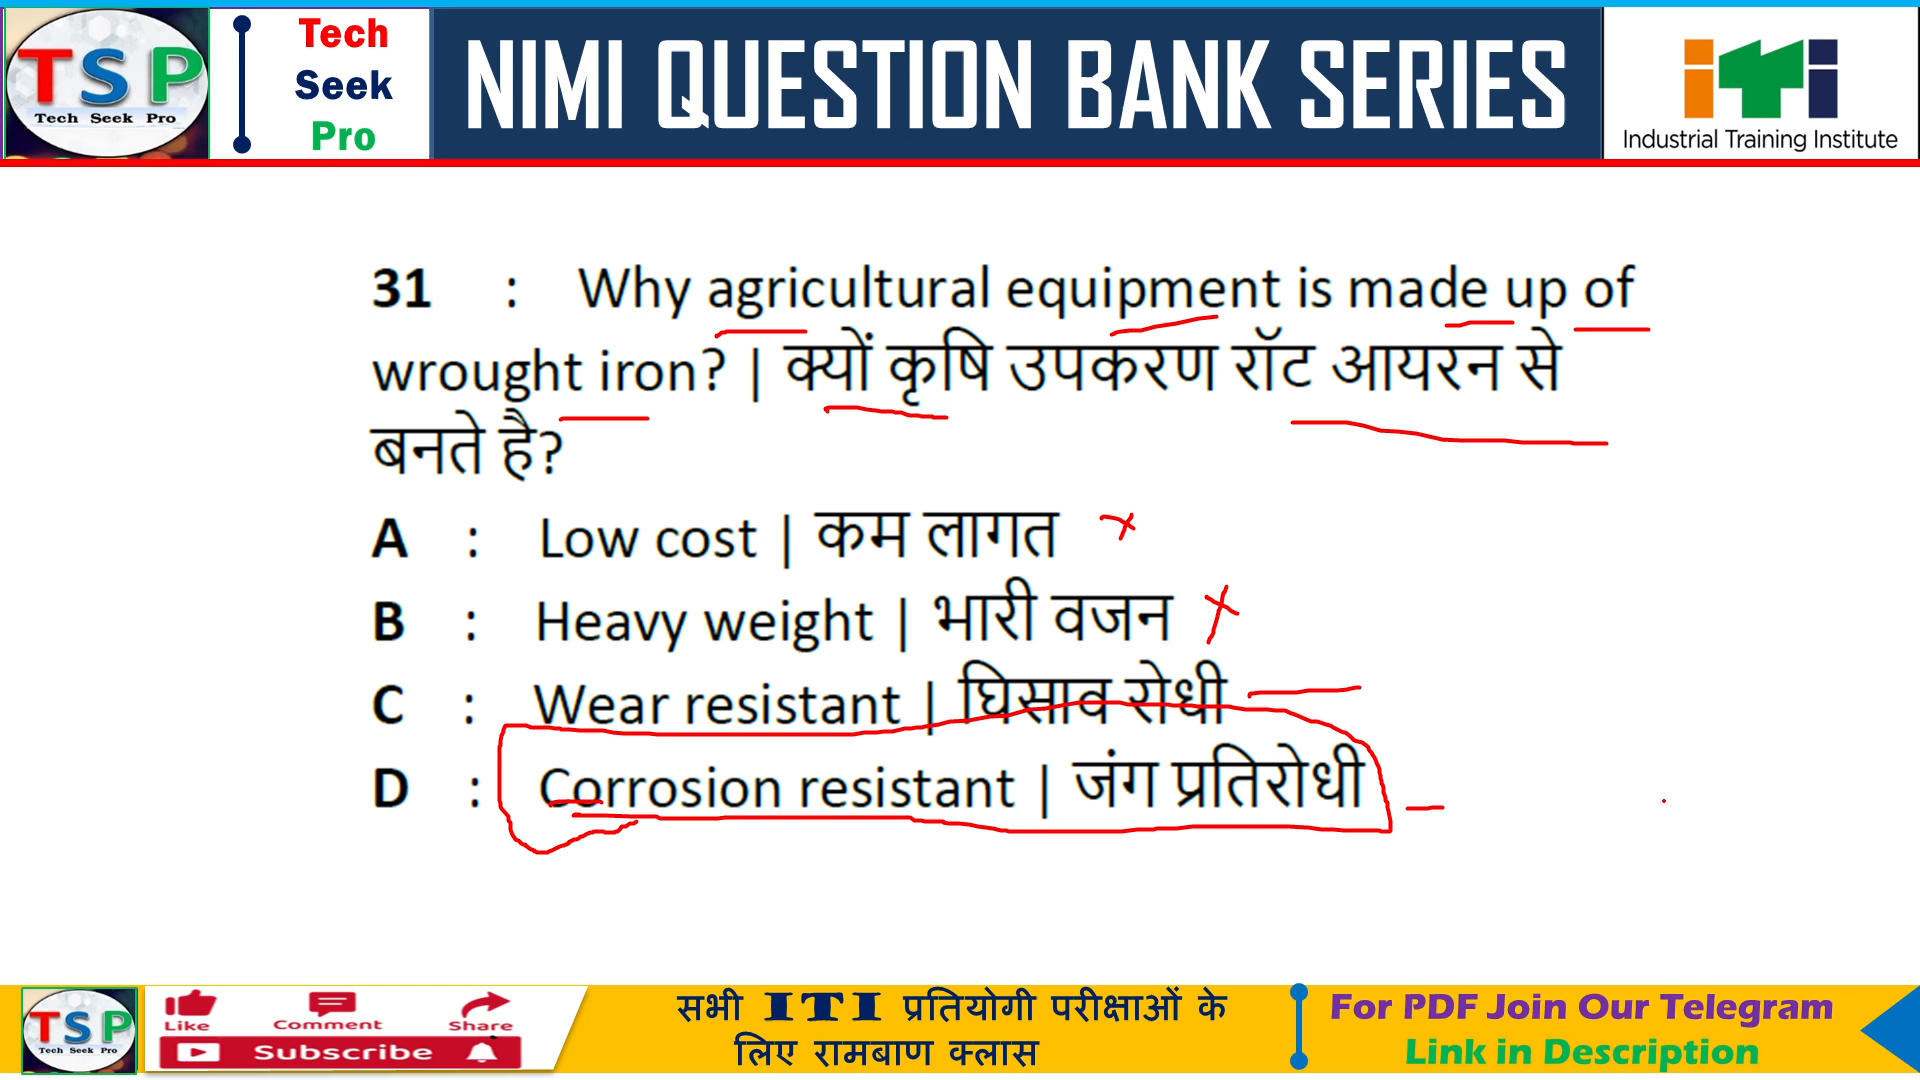 TSP
Tech Seek Pro
Tech
Seek
Pro
NIMI QUESTION BANK SERIES
iTi
Industrial Training Institute
31 : Why agricultural equipment is made up of
wrought iron? | क्यों कृषि उपकरण रॉट आयरन से
बनते है?
A : Low cost | कम लागत
B : Heavy weight | भारी वजन
C : Wear resistant | घिसाव रोधी
D : Corrosion resistant | जंग प्रतिरोधी
TSP
Tech Seek Pro
Like Comment Share
Subscribe
सभी ITI प्रतियोगी परीक्षाओं के
लिए रामबाण क्लास
For PDF Join Our Telegram
Link in Description